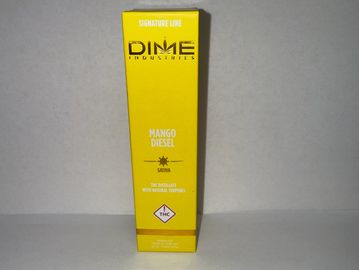 SIGNATURE LINE
DIME
INDUSTRIES
MANGO
DIESEL
SATIVA
THC DISTILLATE
WITH NATURAL TERPENES
!
THC